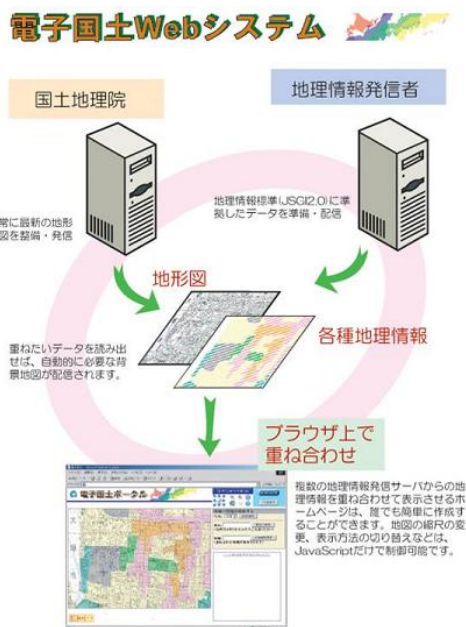 電子国土Webシステム
国土地理院
地理情報発信者
常に最新の地形
図を整備・発信
地理情報標準(JSGI2.0)に準
拠したデータを準備・配信
地形図
各種地理情報
重ねたいデータを読み出
せば、自動的に必要な背
景地図が配信されます。
ブラウザ上で
重ね合わせ
複数の地理情報発信サーバからの地
理情報を重ね合わせて表示させるホ
ームページは、誰でも簡単に作成す
ることができます。地図の縮尺の変
更、表示方法の切り替えなどは、
JavaScriptだけで制御可能です。
電子国土ポータル